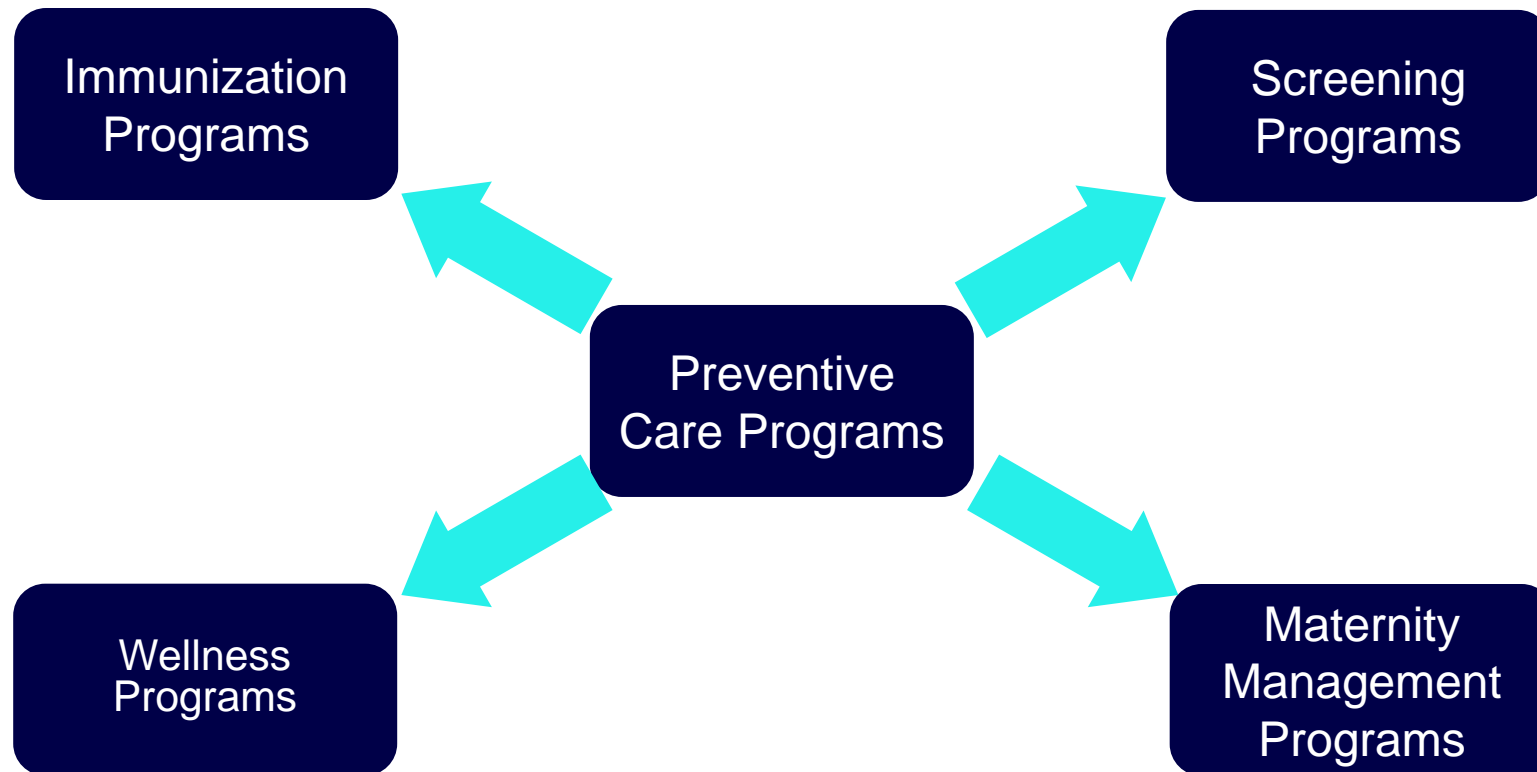 Immunization
Programs
Screening
Programs
Preventive
Care Programs
Wellness
Programs
Maternity
Management
Programs